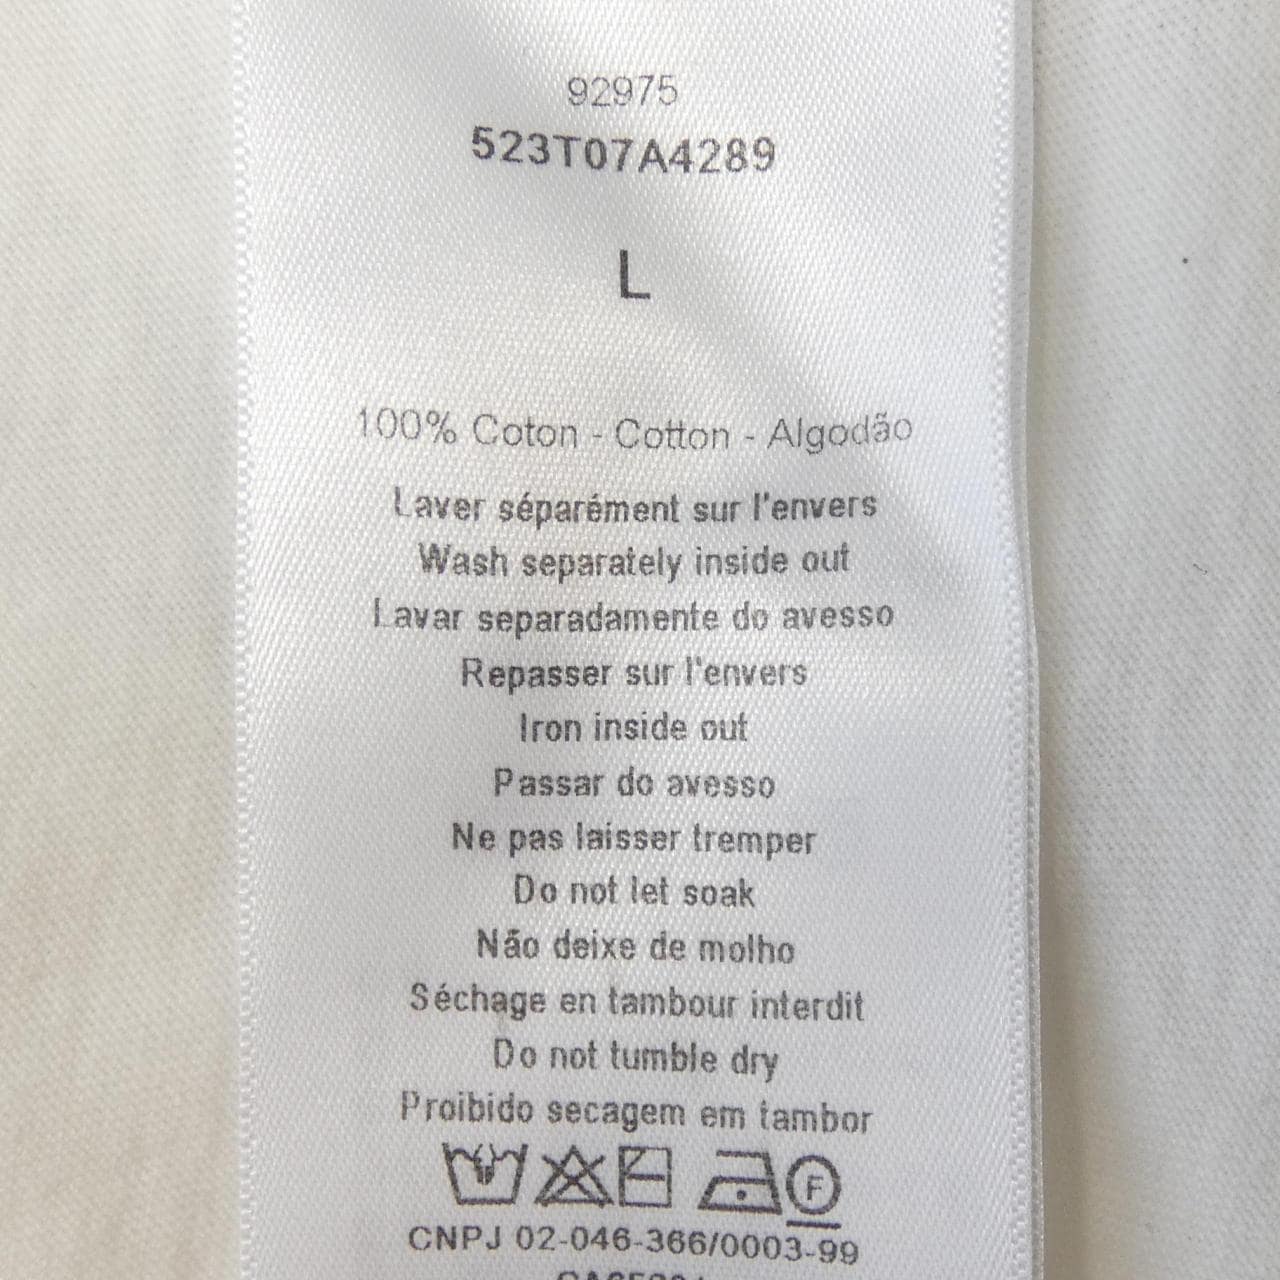 92975
523T07A4289
L
100% Coton - Cotton - Algodão
Laver séparément sur l'envers
Wash separately inside out
Lavar separadamente do avesso
Repasser sur l'envers
Iron inside out
Passar do avesso
Ne pas laisser tremper
Do not let soak
Não deixe de molho
Séchage en tambour interdit
Do not tumble dry
Proibido secagem em tambor
F
CNPJ 02-046-366/0003-99